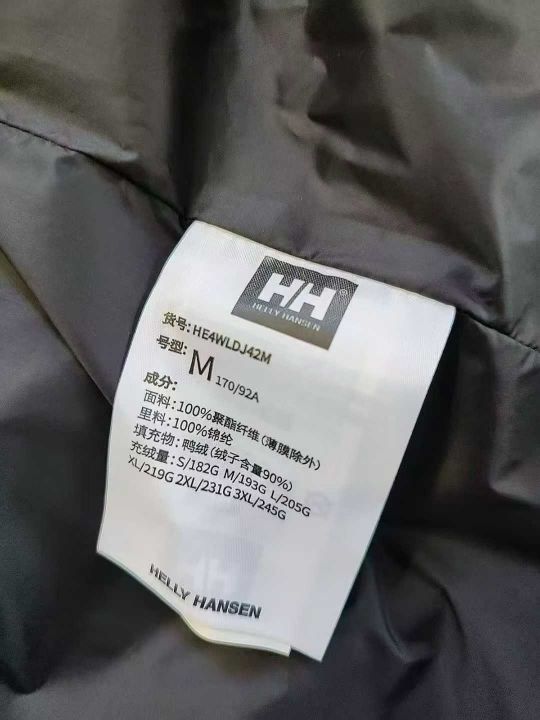 HH
HELLY HANSEN
货号: HE4WLDJ42M
号型: M 170/92A
成分:
面料:100%聚酯纤维(薄膜除外)
里料:100%锦纶
填充物:鸭绒(绒子含量90%)
充绒量: S/182G M/193G L/205G
XL/219G 2XL/231G 3XL/245G
HELLY HANSEN